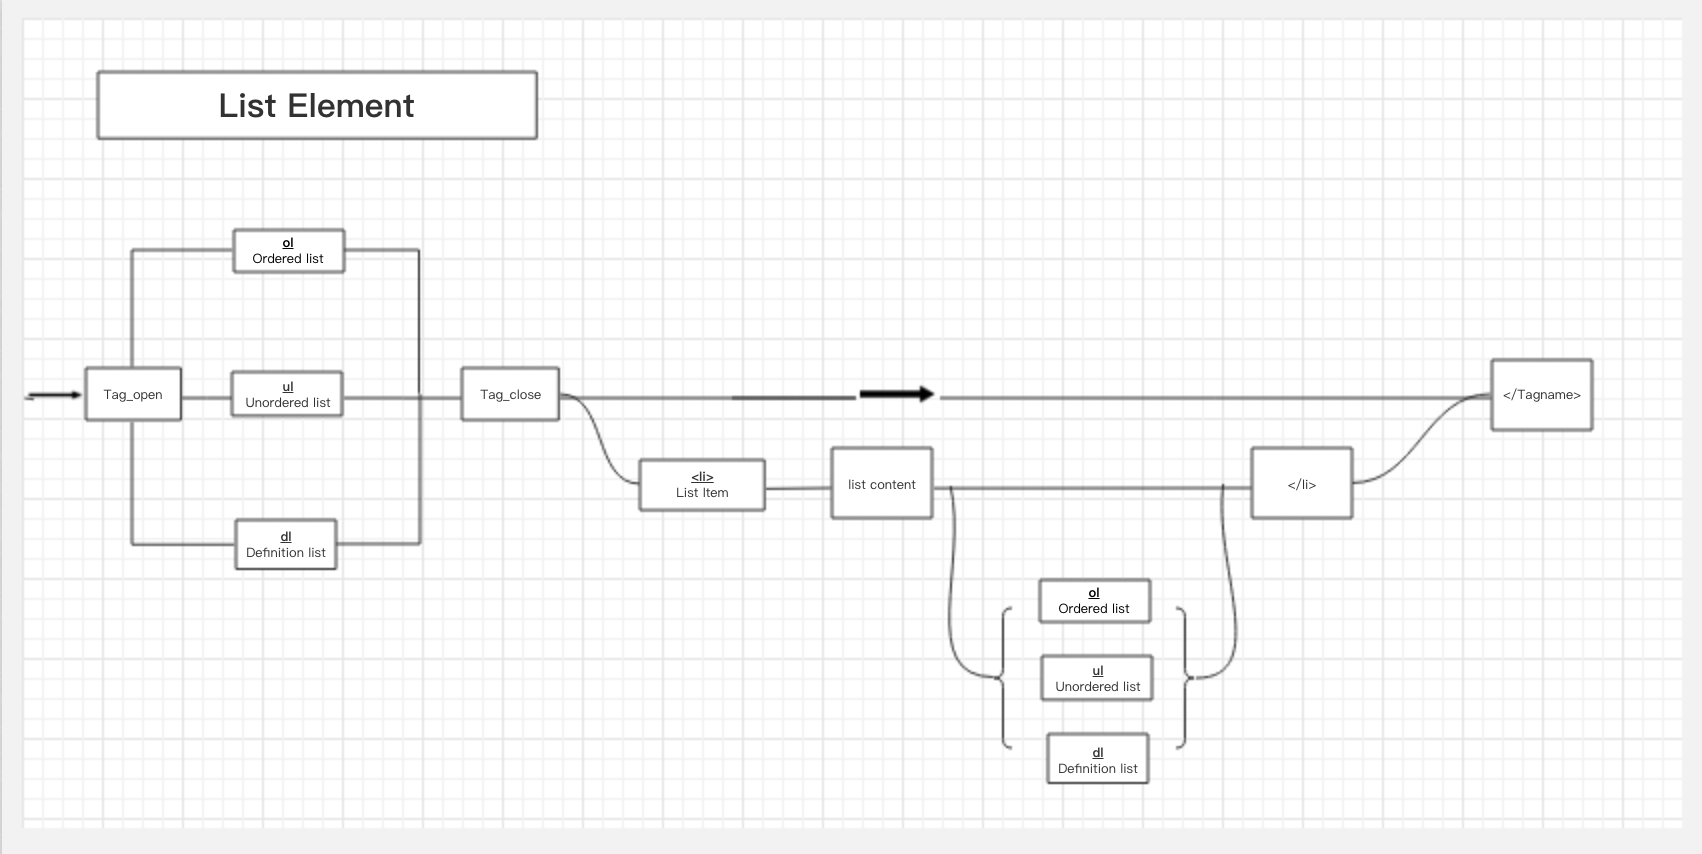 List Element
ol
Ordered list
Tag_open
ul
Unordered list
Tag_close
</Tagname>
<li>
List Item
list content
</li>
dl
Definition list
ol
Ordered list
ul
Unordered list
dl
Definition list